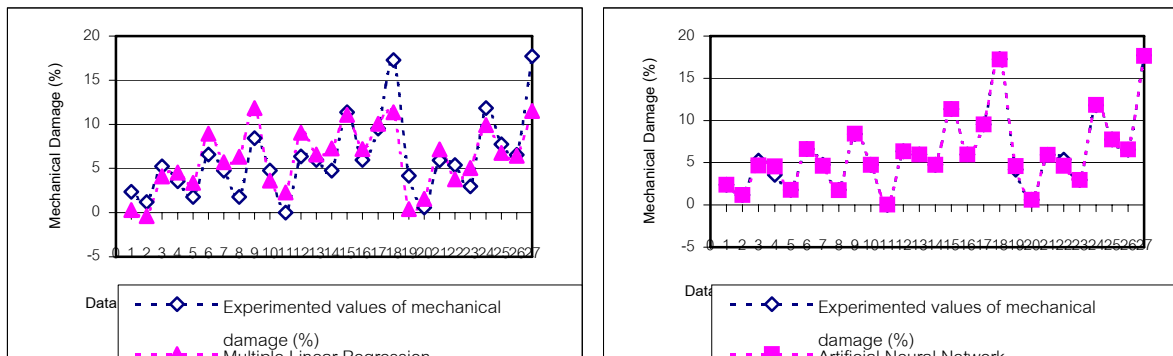 20
15
10
5
0
-5
Mechanical Damage (%)
0 1 2 3 4 5 6 7 8 9 10 11 12 13 14 15 16 17 18 19 20 21 22 23 24 25 26 27
Data
Experimented values of mechanical
damage (%)
Multiple Linear Regression
20
15
10
5
0
-5
Mechanical Damage (%)
0 1 2 3 4 5 6 7 8 9 10 11 12 13 14 15 16 17 18 19 20 21 22 23 24 25 26 27
Data
Experimented values of mechanical
damage (%)
Artificial Neural Network